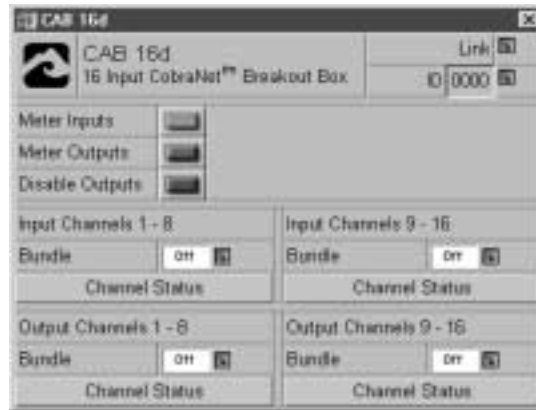 CAB 16d
CAB 16d
16 Input CobraNet™ Breakout Box
Link
ID 0000
Meter Inputs
Meter Outputs
Disable Outputs
Input Channels 1 - 8
Input Channels 9 - 16
Bundle Off
Bundle Off
Channel Status
Channel Status
Output Channels 1 - 8
Output Channels 9 - 16
Bundle Off
Bundle Off
Channel Status
Channel Status